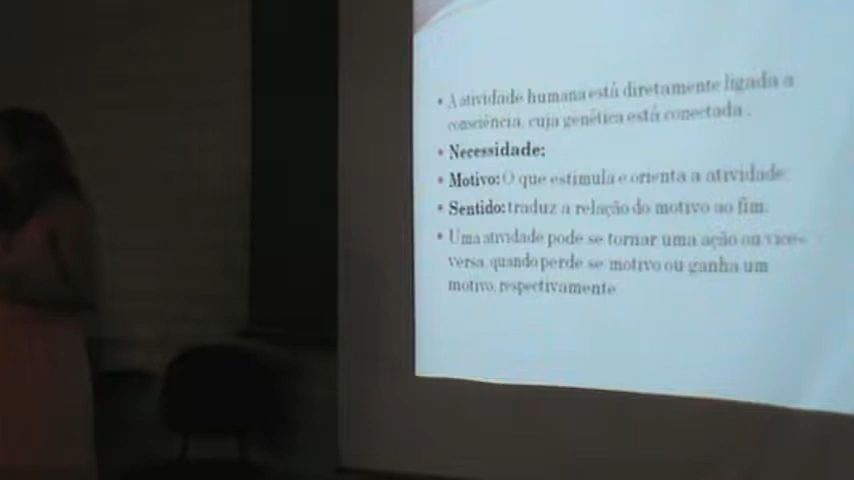 • A atividade humana está diretamente ligada a
consciência, cuja genética está conectada .
• Necessidade:
• Motivo: O que estimula e orienta a atividade.
• Sentido: traduz a relação do motivo ao fim.
• Uma atividade pode se tornar uma ação ou vice-
versa, quando perde se motivo ou ganha um
motivo, respectivamente